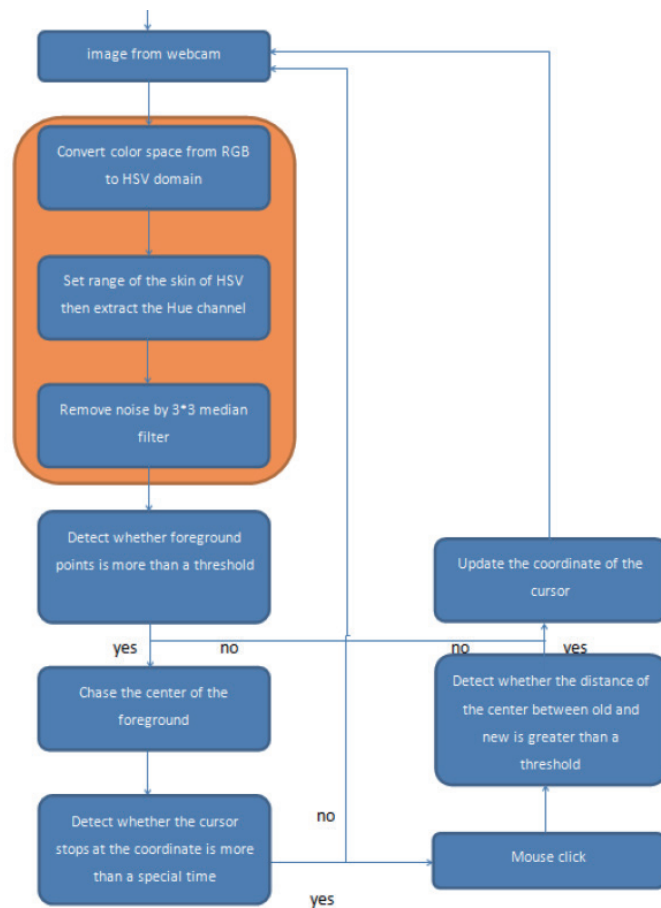 image from webcam
Convert color space from RGB
to HSV domain
Set range of the skin of HSV
then extract the Hue channel
Remove noise by 3*3 median
filter
Detect whether foreground
points is more than a threshold
yes
no
Chase the center of the
foreground
Detect whether the cursor
stops at the coordinate is more
than a special time
no
yes
Mouse click
Detect whether the distance of
the center between old and
new is greater than a
threshold
no
yes
Update the coordinate of the
cursor